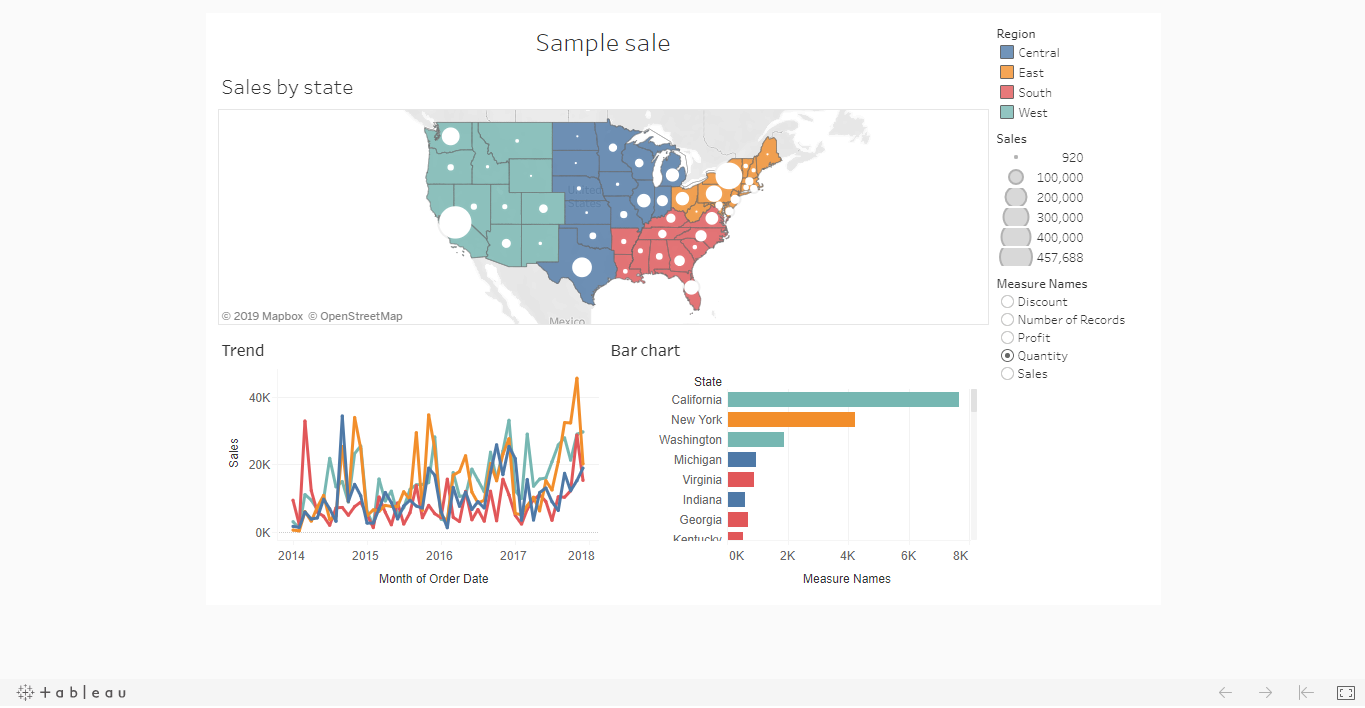 Sample sale
Sales by state
United
States
Mexico
© 2019 Mapbox © OpenStreetMap
Region
Central
East
South
West
Sales
920
100,000
200,000
300,000
400,000
457,688
Measure Names
Discount
Number of Records
Profit
Quantity
Sales
Trend
Sales
40K
20K
0K
2014 2015 2016 2017 2018
Month of Order Date
Bar chart
State
California
New York
Washington
Michigan
Virginia
Indiana
Georgia
Kentucky
0K 2K 4K 6K 8K
Measure Names
+ a b | e a u